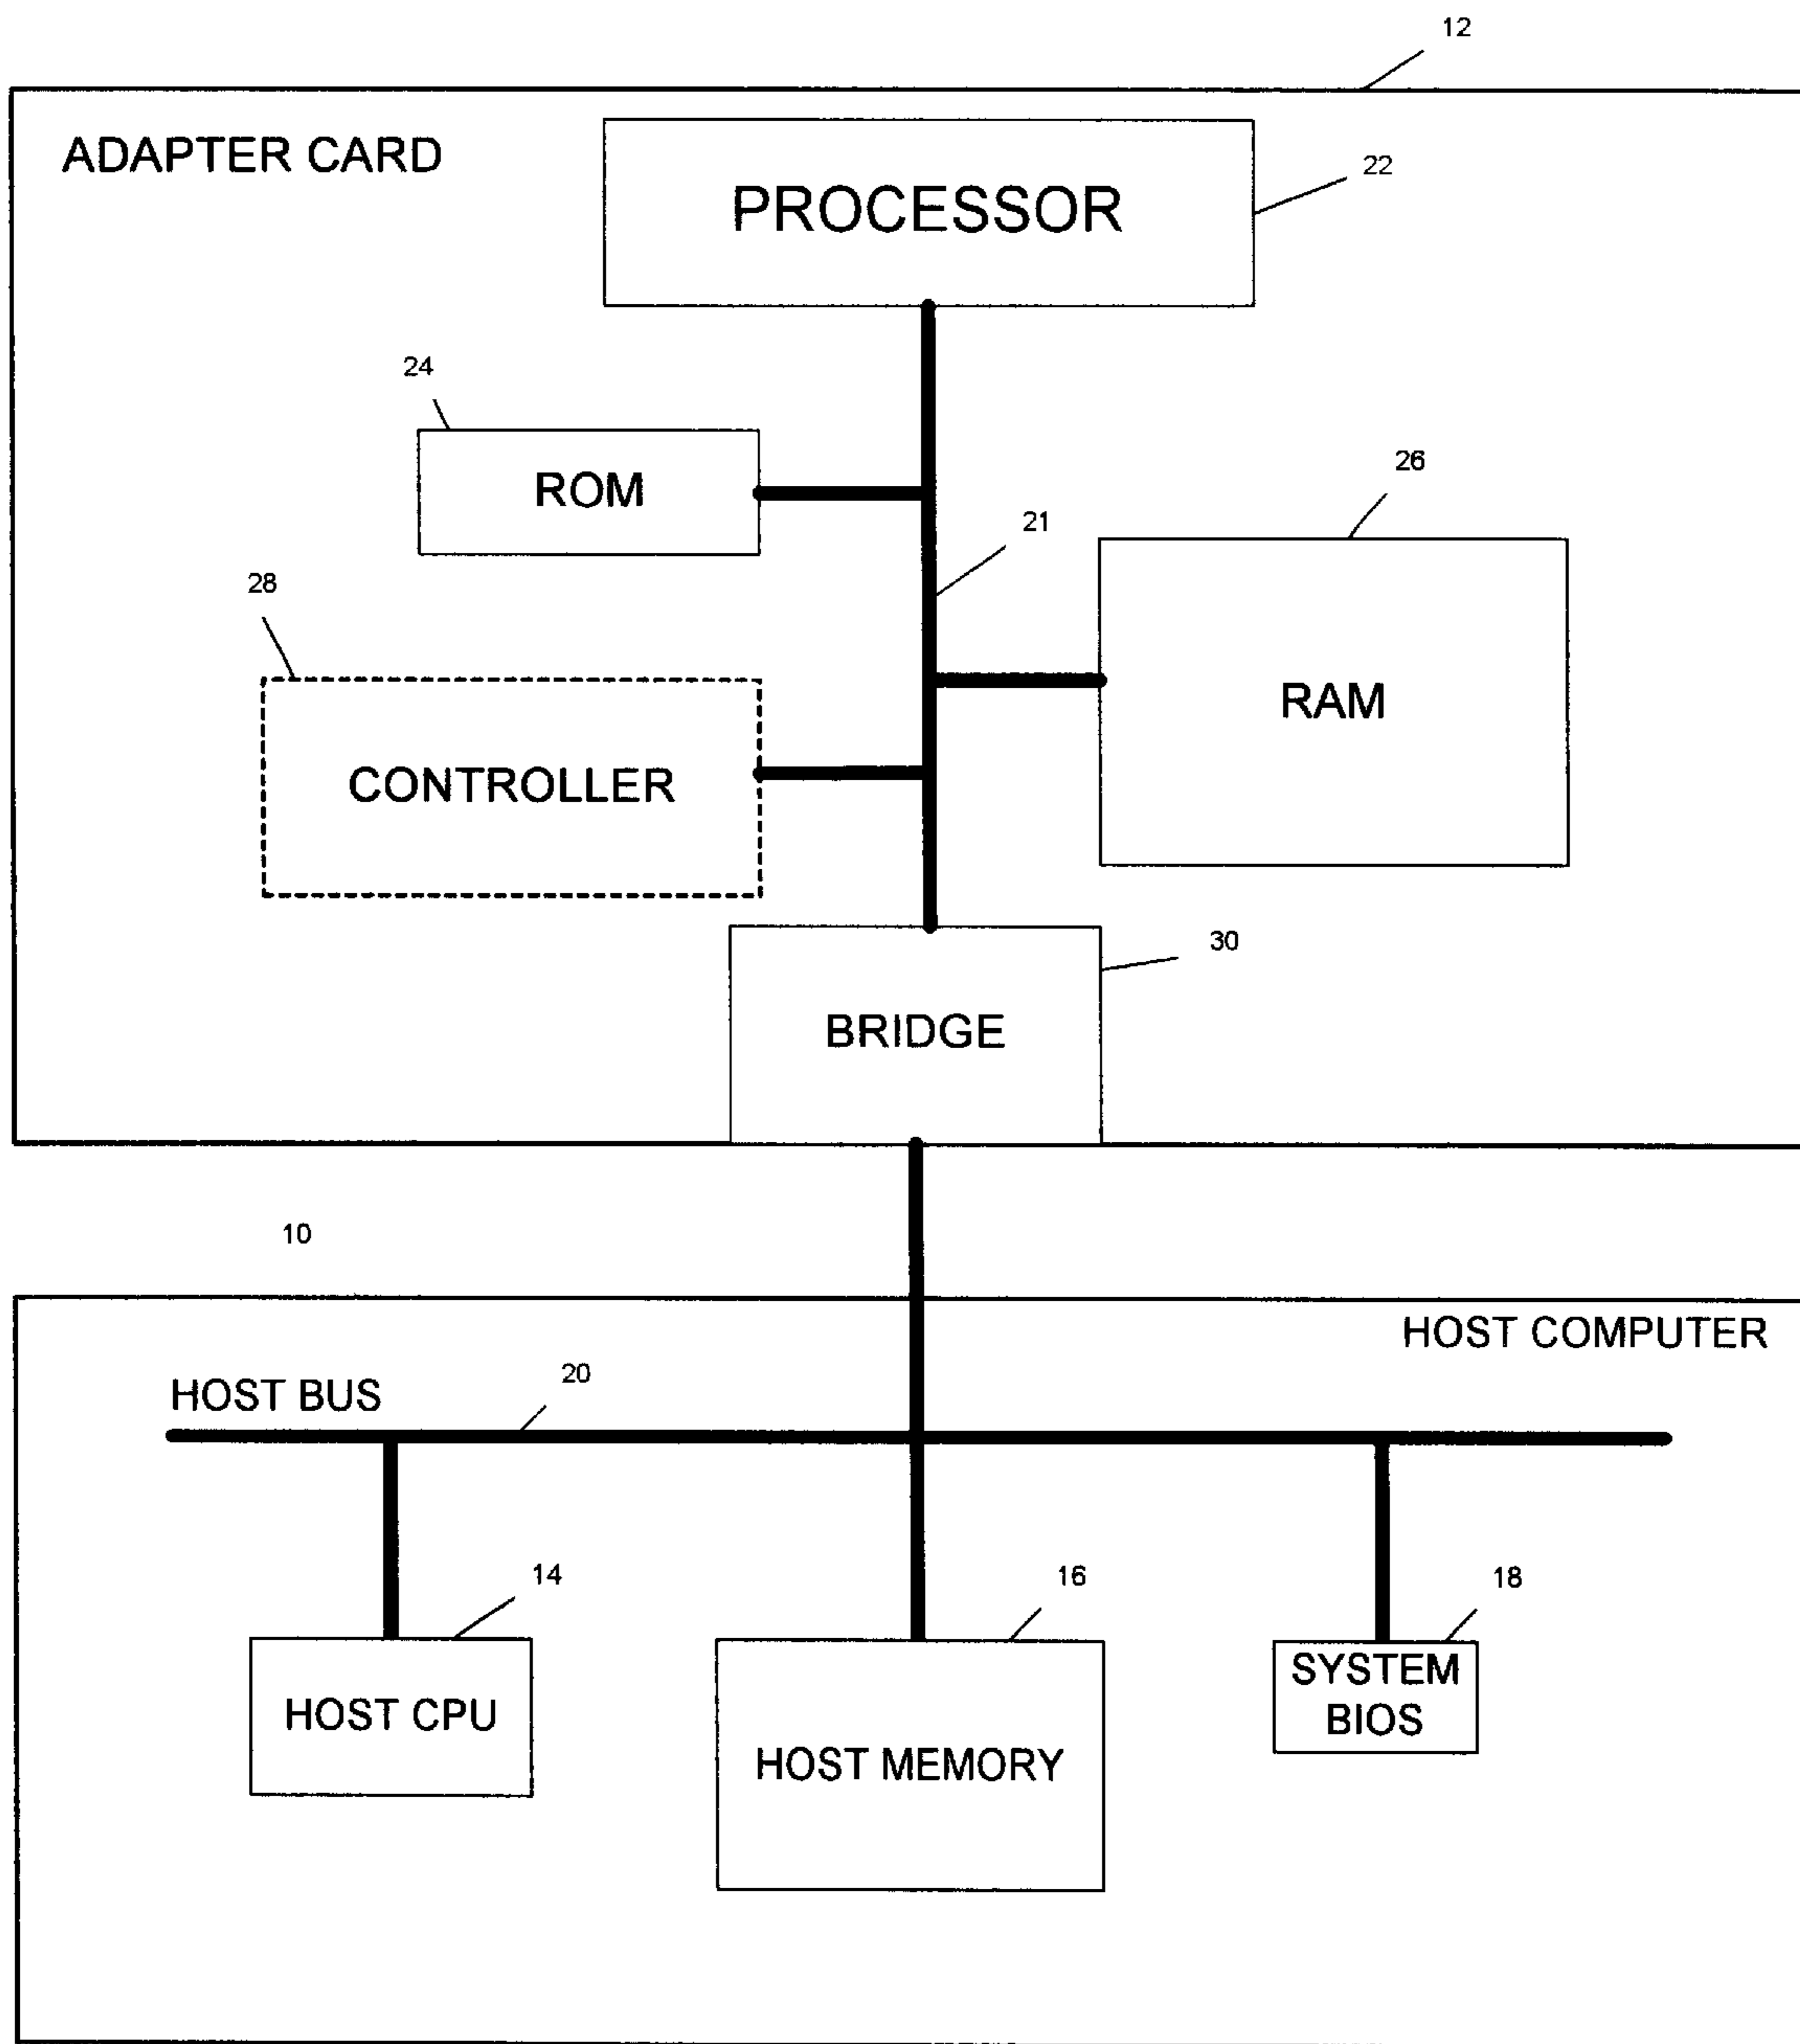 12
ADAPTER CARD
PROCESSOR
22
24
ROM
26
21
28
RAM
CONTROLLER
30
BRIDGE
10
HOST COMPUTER
HOST BUS
20
14
16
18
HOST CPU
HOST MEMORY
SYSTEM
BIOS